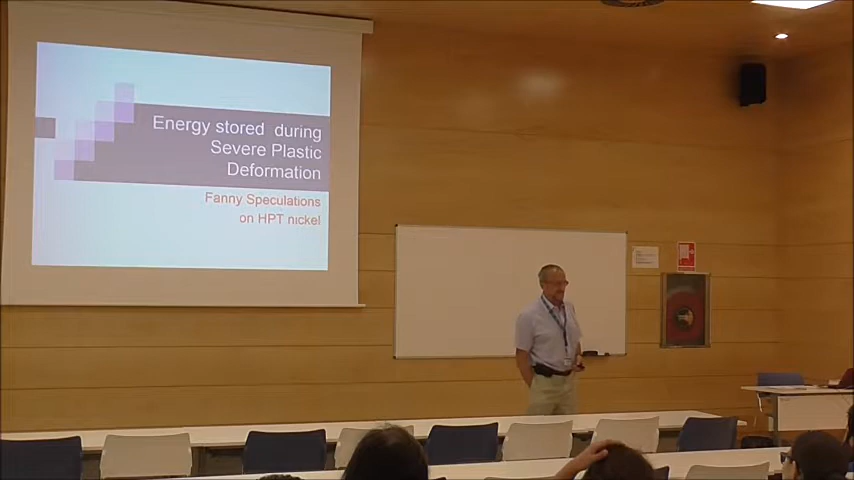 Energy stored during
Severe Plastic
Deformation
Fanny Speculations
on HPT nickel